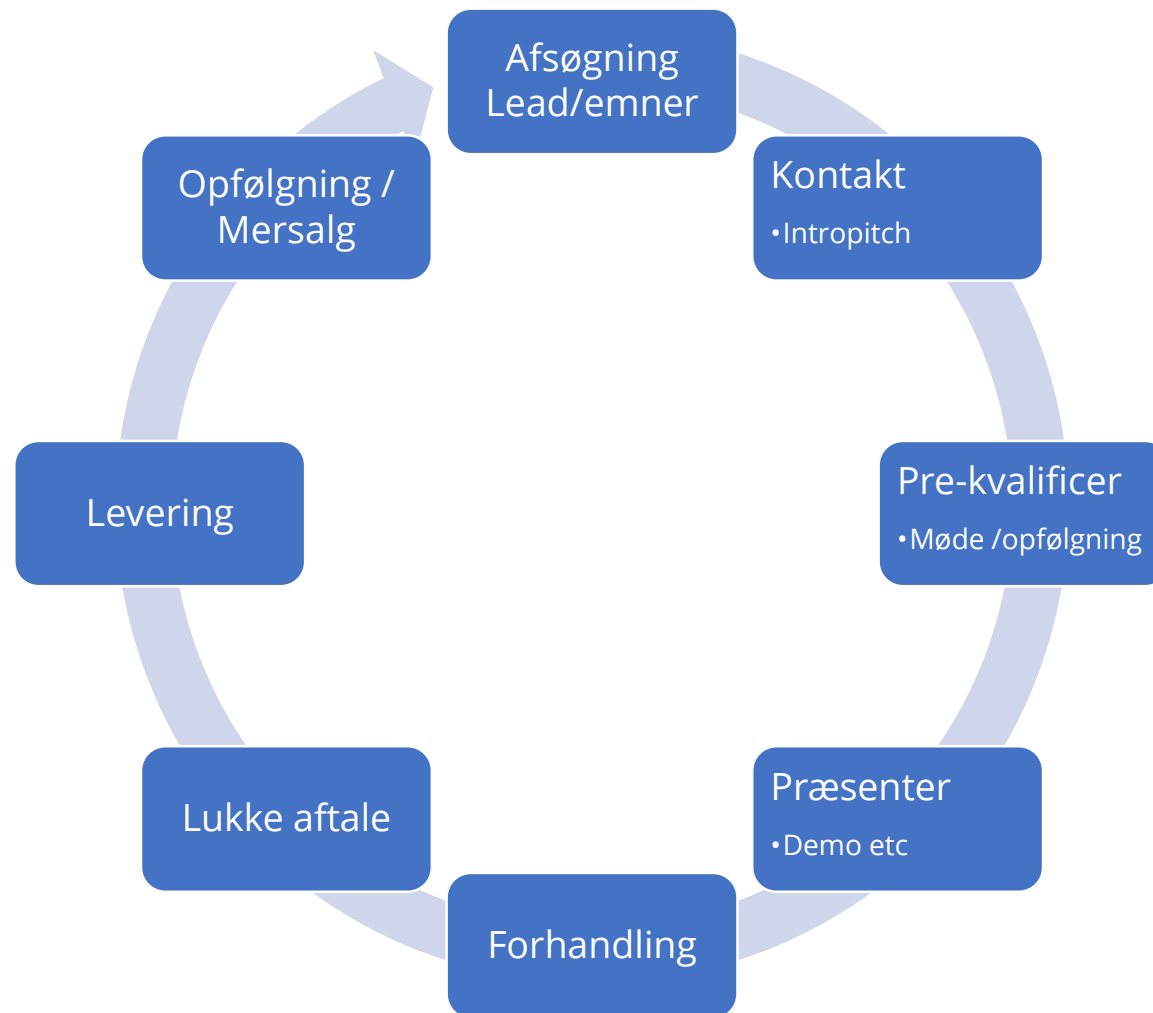 Afsøgning
Lead/emner
Kontakt
•Intropitch
Pre-kvalificer
•Møde /opfølgning
Præsenter
•Demo etc
Forhandling
Lukke aftale
Levering
Opfølgning /
Mersalg